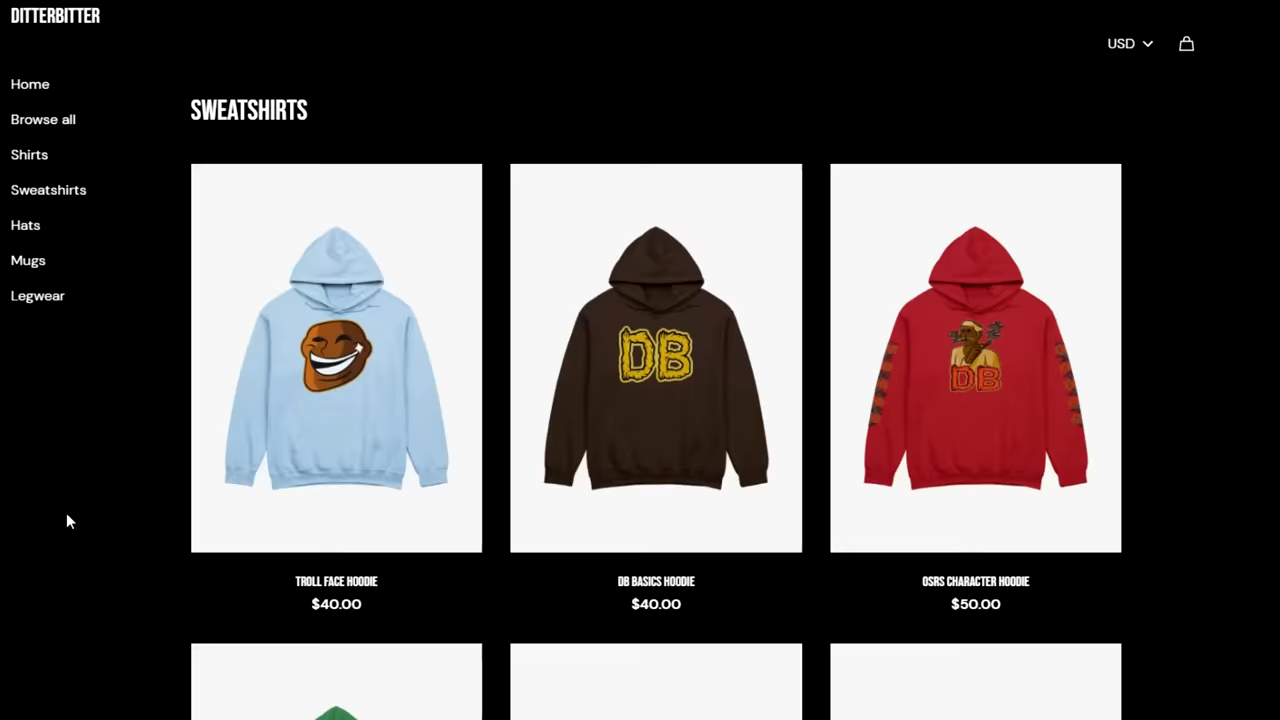 DITTERBITTER
USD
Home
Browse all
Shirts
Sweatshirts
Hats
Mugs
Legwear
SWEATSHIRTS
DB
DB
TROLL FACE HOODIE
$40.00
DB BASICS HOODIE
$40.00
OSRS CHARACTER HOODIE
$50.00